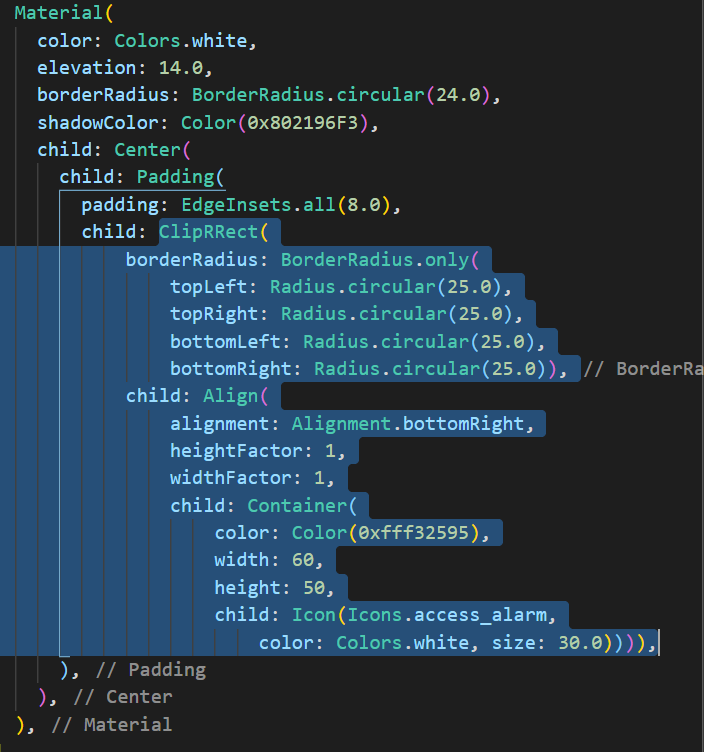 Material(
  color: Colors.white,
  elevation: 14.0,
  borderRadius: BorderRadius.circular(24.0),
  shadowColor: Color(0x802196F3),
  child: Center(
    child: Padding(
      padding: EdgeInsets.all(8.0),
      child: ClipRRect(
          borderRadius: BorderRadius.only(
              topLeft: Radius.circular(25.0),
              topRight: Radius.circular(25.0),
              bottomLeft: Radius.circular(25.0),
              bottomRight: Radius.circular(25.0)), // BorderRa
          child: Align(
              alignment: Alignment.bottomRight,
              heightFactor: 1,
              widthFactor: 1,
              child: Container(
                  color: Color(0xfff32595),
                  width: 60,
                  height: 50,
                  child: Icon(Icons.access_alarm,
                      color: Colors.white, size: 30.0)))),
    ), // Padding
  ), // Center
), // Material